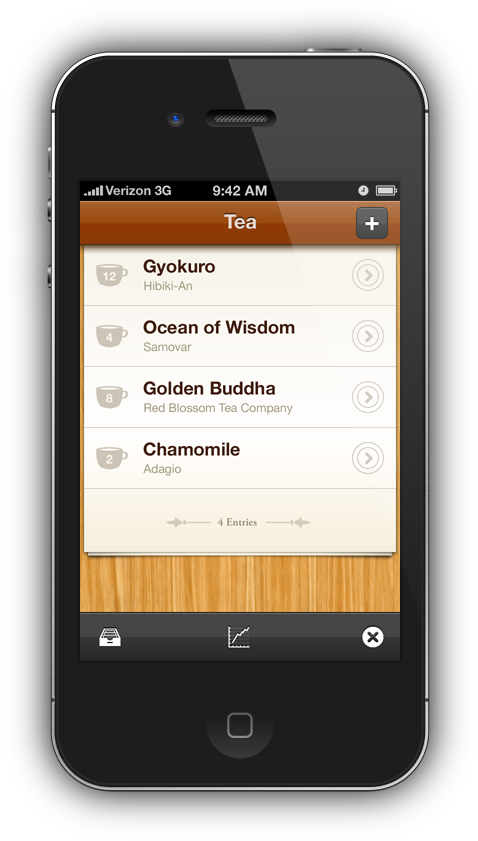 Verizon 3G 9:42 AM
Tea
12 Gyokuro
Hibiki-An
4 Ocean of Wisdom
Samovar
8 Golden Buddha
Red Blossom Tea Company
2 Chamomile
Adagio
4 Entries